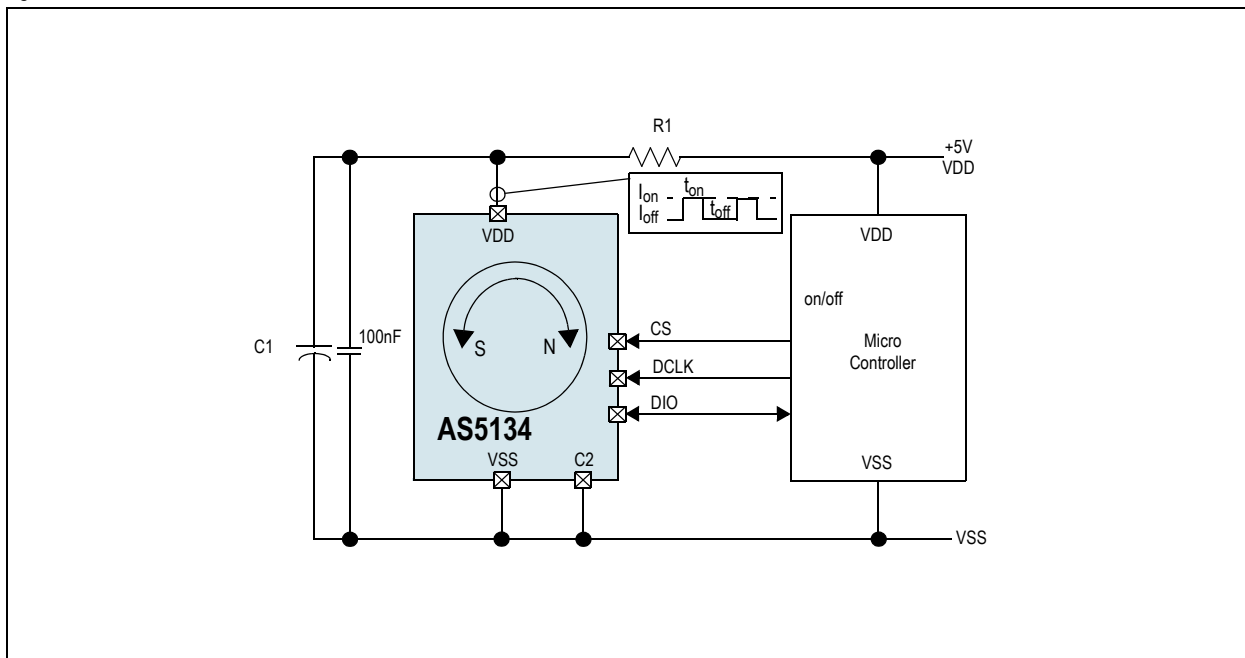 R1
+5V
VDD
Ion
ton
Ioff
toff
VDD
VDD
on/off
CS
Micro
Controller
C1
100nF
S
N
DCLK
DIO
AS5134
VSS
C2
VSS
VSS